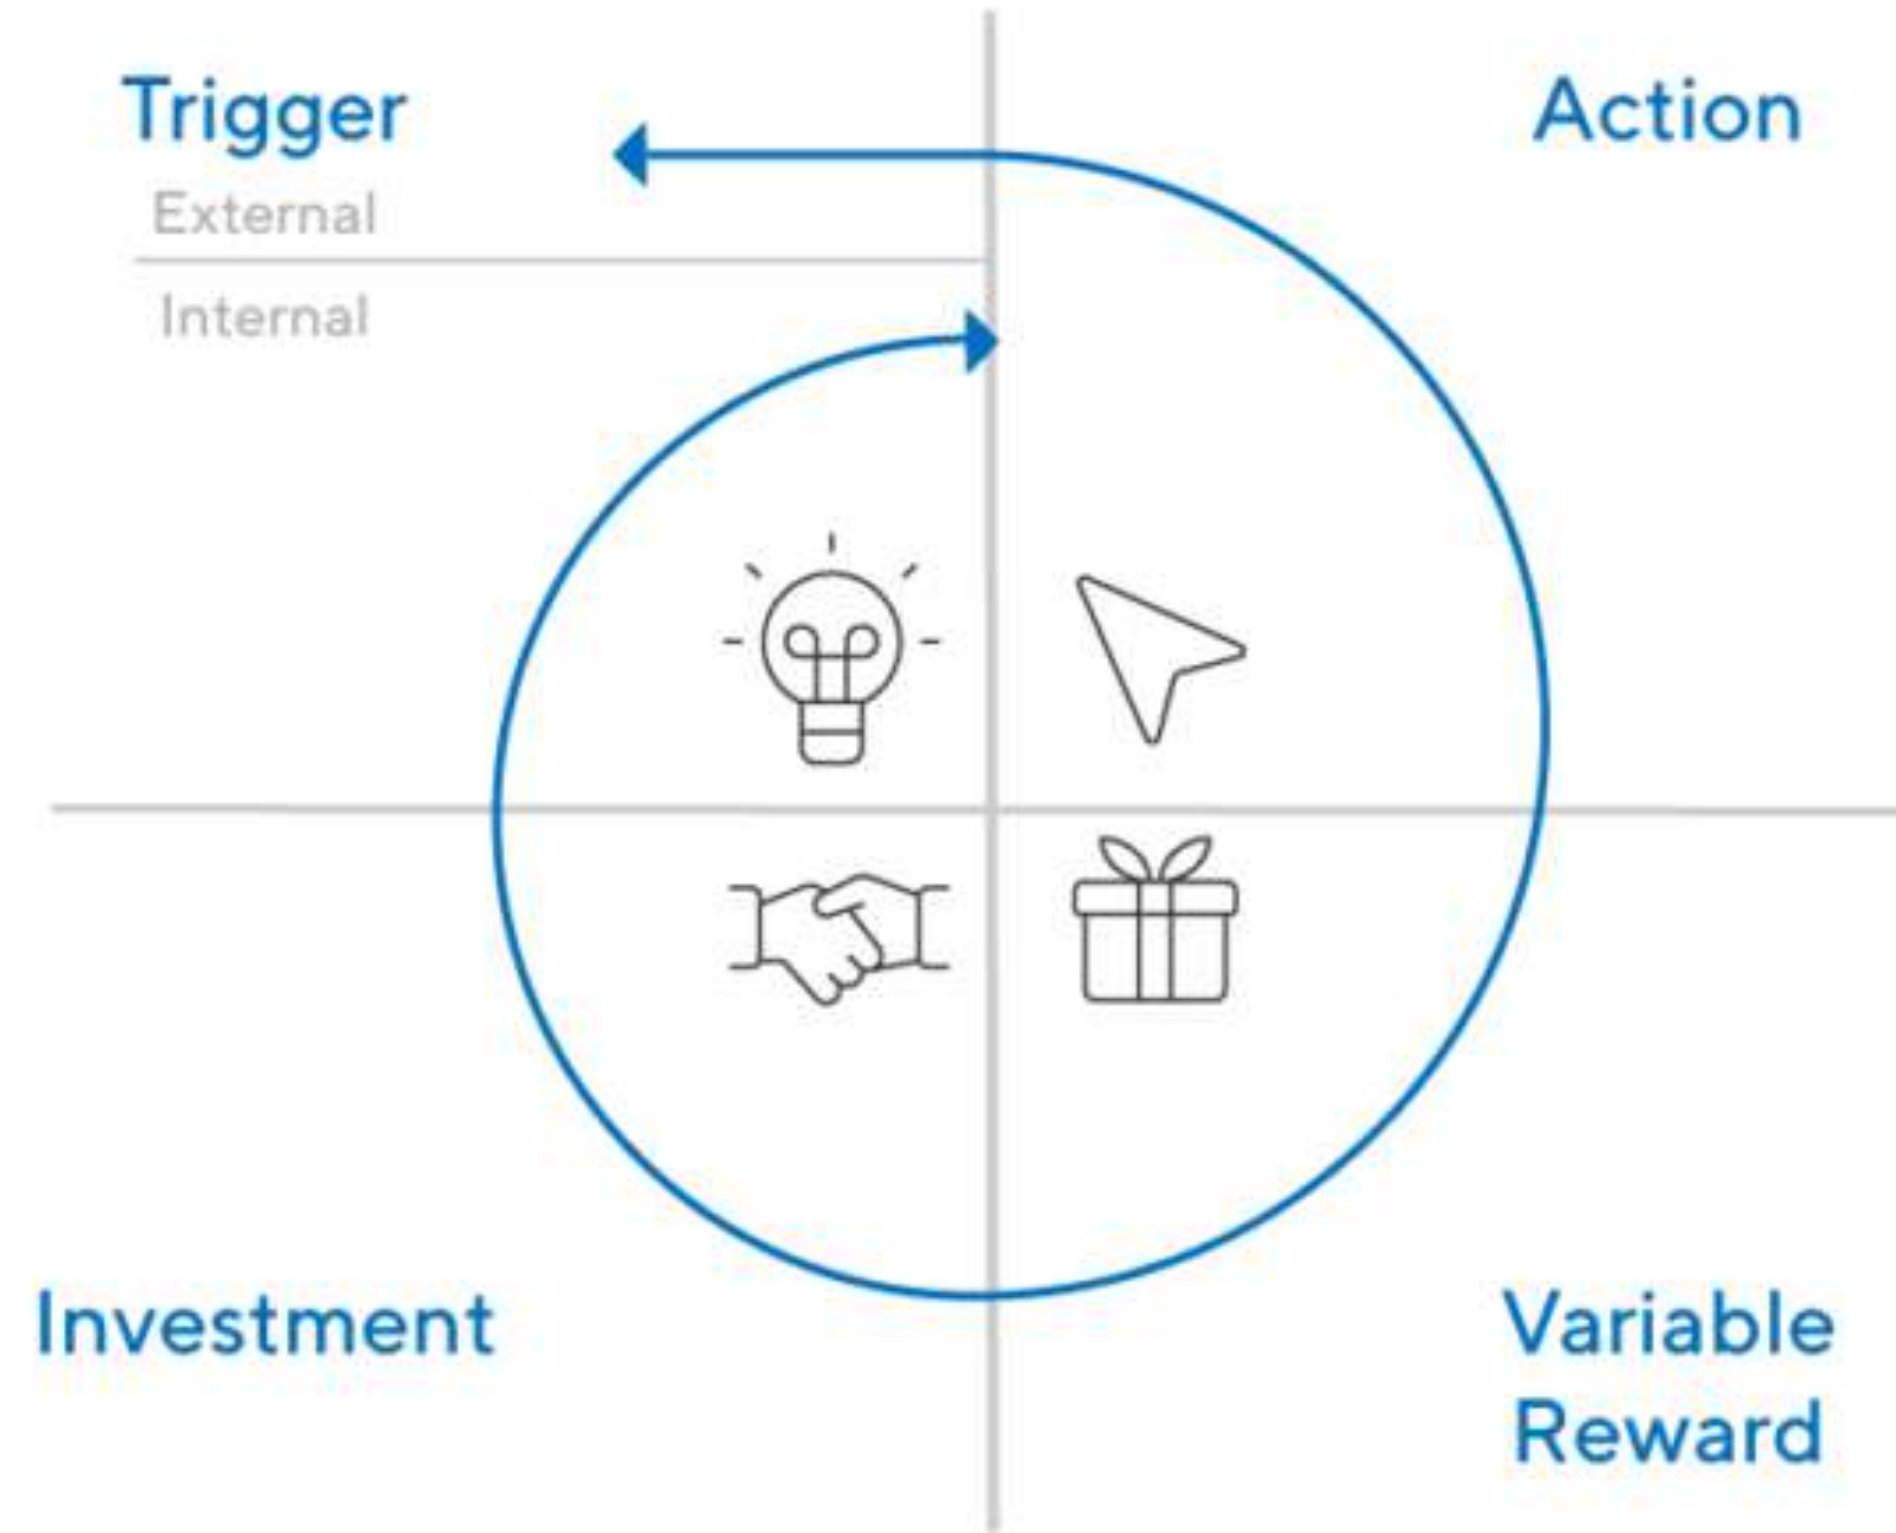 Trigger
External
Internal
Action
Investment
Variable
Reward